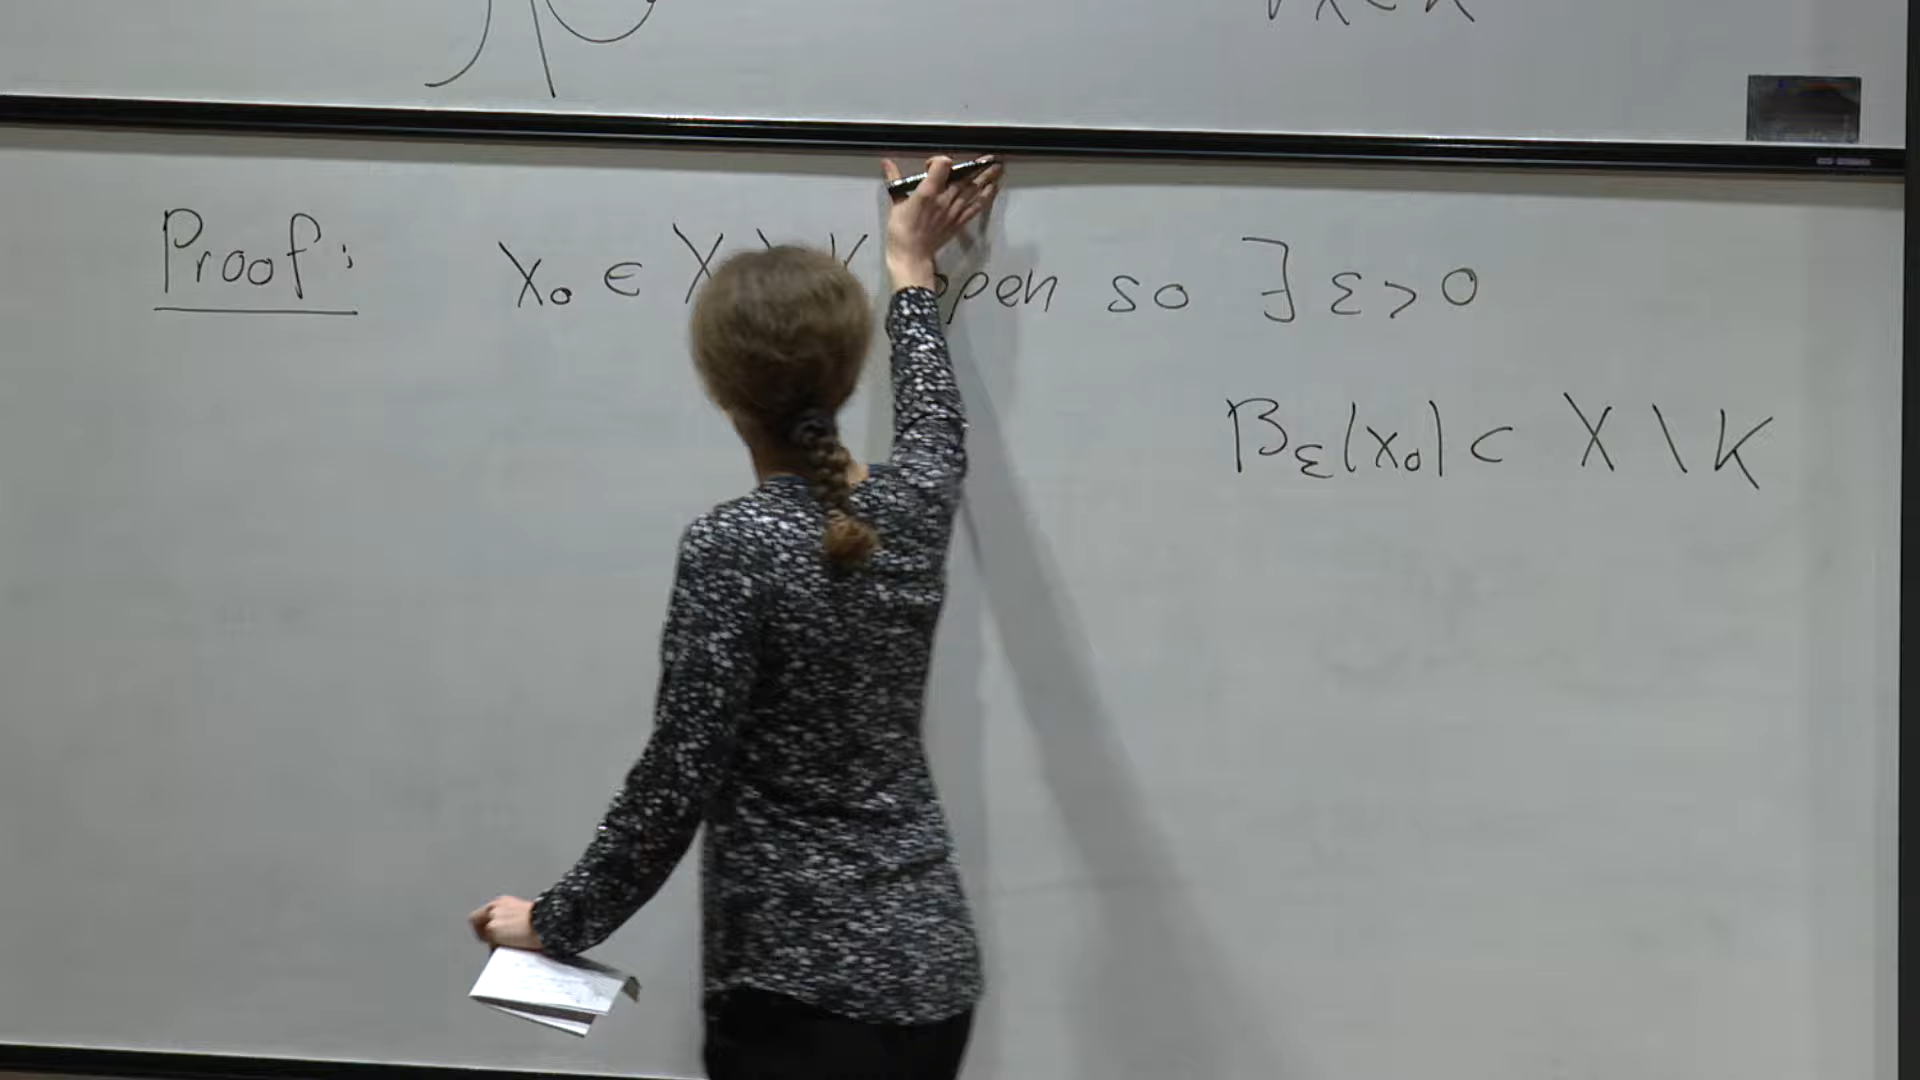 Proof: X₀ ∈ X \ K open so ∃ ε > 0
B_ε(x₀) ⊂ X \ K